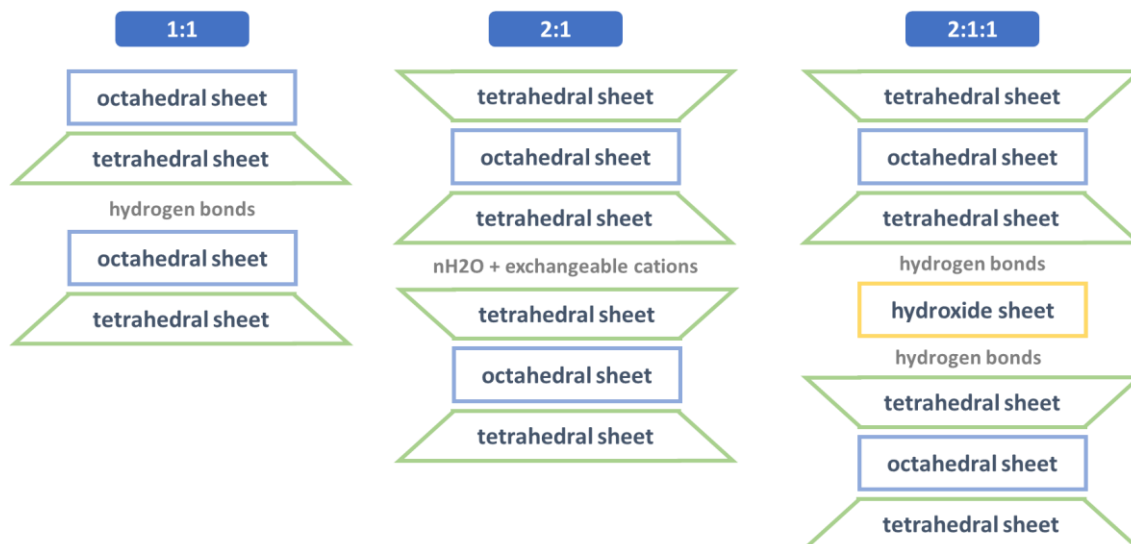 1:1
octahedral sheet
tetrahedral sheet
hydrogen bonds
octahedral sheet
tetrahedral sheet
2:1
tetrahedral sheet
octahedral sheet
tetrahedral sheet
nH2O + exchangeable cations
tetrahedral sheet
octahedral sheet
tetrahedral sheet
2:1:1
tetrahedral sheet
octahedral sheet
tetrahedral sheet
hydrogen bonds
hydroxide sheet
hydrogen bonds
tetrahedral sheet
octahedral sheet
tetrahedral sheet